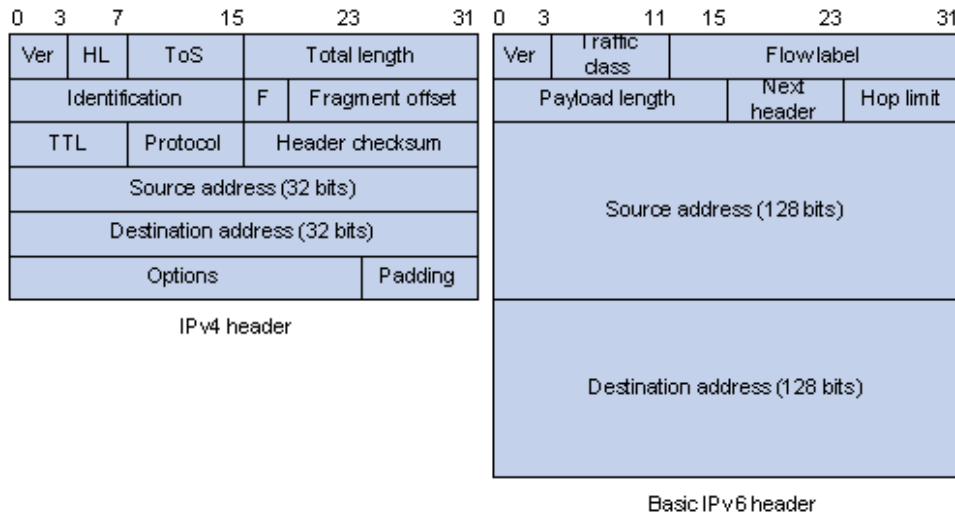 0 3 7 15 23 31
Ver HL ToS Total length
Identification F Fragment offset
TTL Protocol Header checksum
Source address (32 bits)
Destination address (32 bits)
Options Padding
IPv4 header
0 3 11 15 23 31
Ver Traffic class Flow label
Payload length Next header Hop limit
Source address (128 bits)
Destination address (128 bits)
Basic IPv6 header